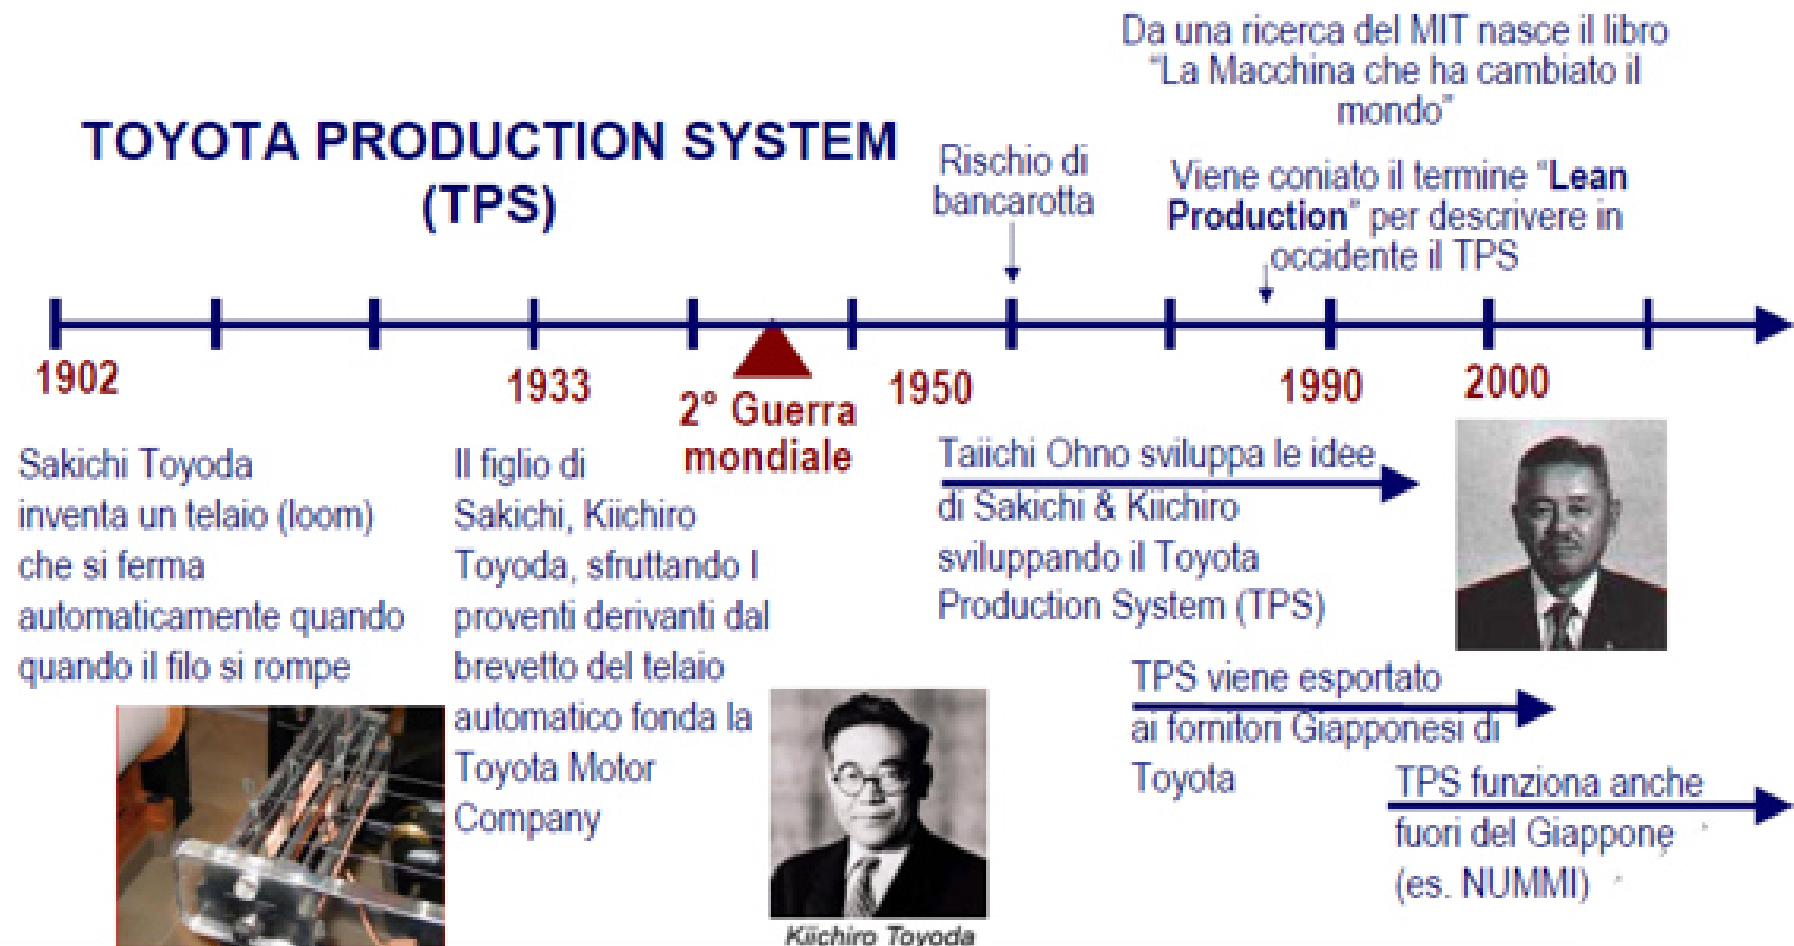 Da una ricerca del MIT nasce il libro
“La Macchina che ha cambiato il
mondo”
TOYOTA PRODUCTION SYSTEM
(TPS)
Rischio di
bancarotta
Viene coniato il termine “Lean
Production” per descrivere in
occidente il TPS
1902
1933
2° Guerra
mondiale
1950
1990
2000
Sakichi Toyoda
inventa un telaio (loom)
che si ferma
automaticamente quando
quando il filo si rompe
Il figlio di
Sakichi, Kiichiro
Toyoda, sfruttando I
proventi derivanti dal
brevetto del telaio
automatico fonda la
Toyota Motor
Company
Kiichiro Toyoda
Taiichi Ohno sviluppa le idee
di Sakichi & Kiichiro
sviluppando il Toyota
Production System (TPS)
TPS viene esportato
ai fornitori Giapponesi di
Toyota
TPS funziona anche
fuori del Giappone
(es. NUMMI)